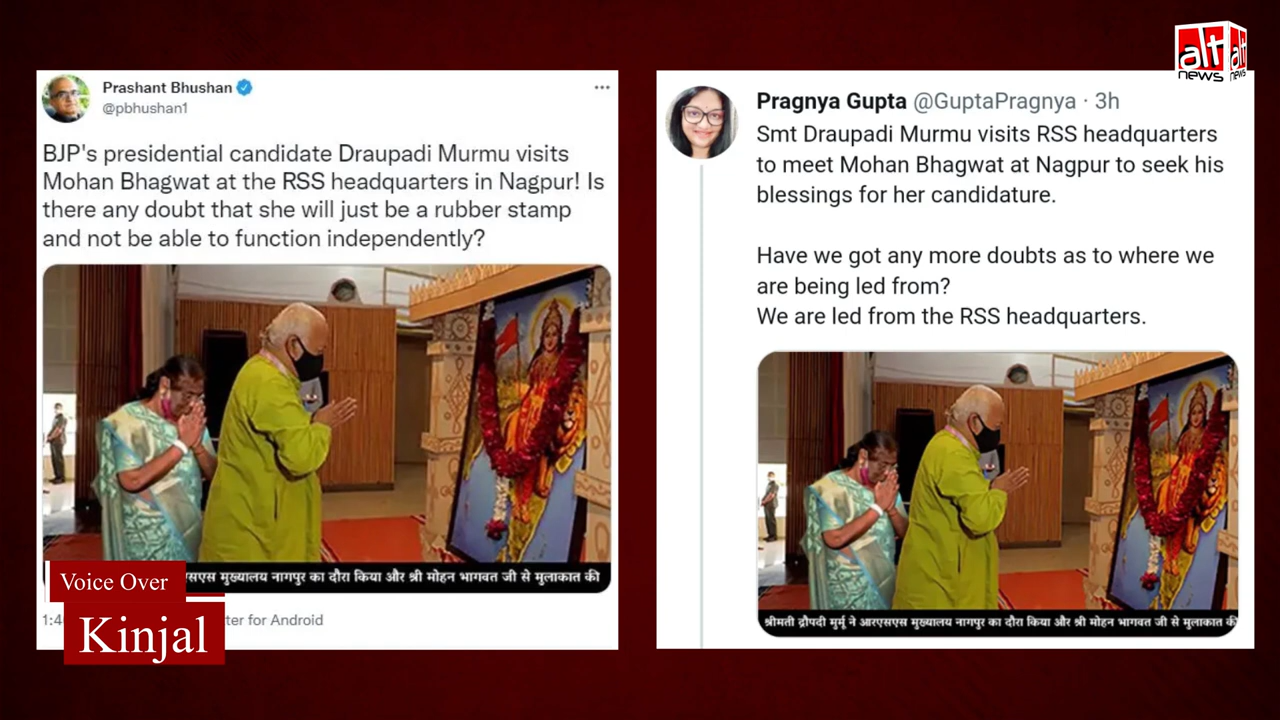 alt
news
Prashant Bhushan
@pbhushan1
BJP's presidential candidate Draupadi Murmu visits
Mohan Bhagwat at the RSS headquarters in Nagpur! Is
there any doubt that she will just be a rubber stamp
and not be able to function independently?
मुख्यालय नागपुर का दौरा किया और श्री मोहन भागवत जी से मुलाकात की
for Android
Voice Over
Kinjal
Pragnya Gupta @GuptaPragnya · 3h
Smt Draupadi Murmu visits RSS headquarters
to meet Mohan Bhagwat at Nagpur to seek his
blessings for her candidature.
Have we got any more doubts as to where we
are being led from?
We are led from the RSS headquarters.
श्रीमती द्रौपदी मुर्मू ने आरएसएस मुख्यालय नागपुर का दौरा किया और श्री मोहन भागवत जी से मुलाकात की